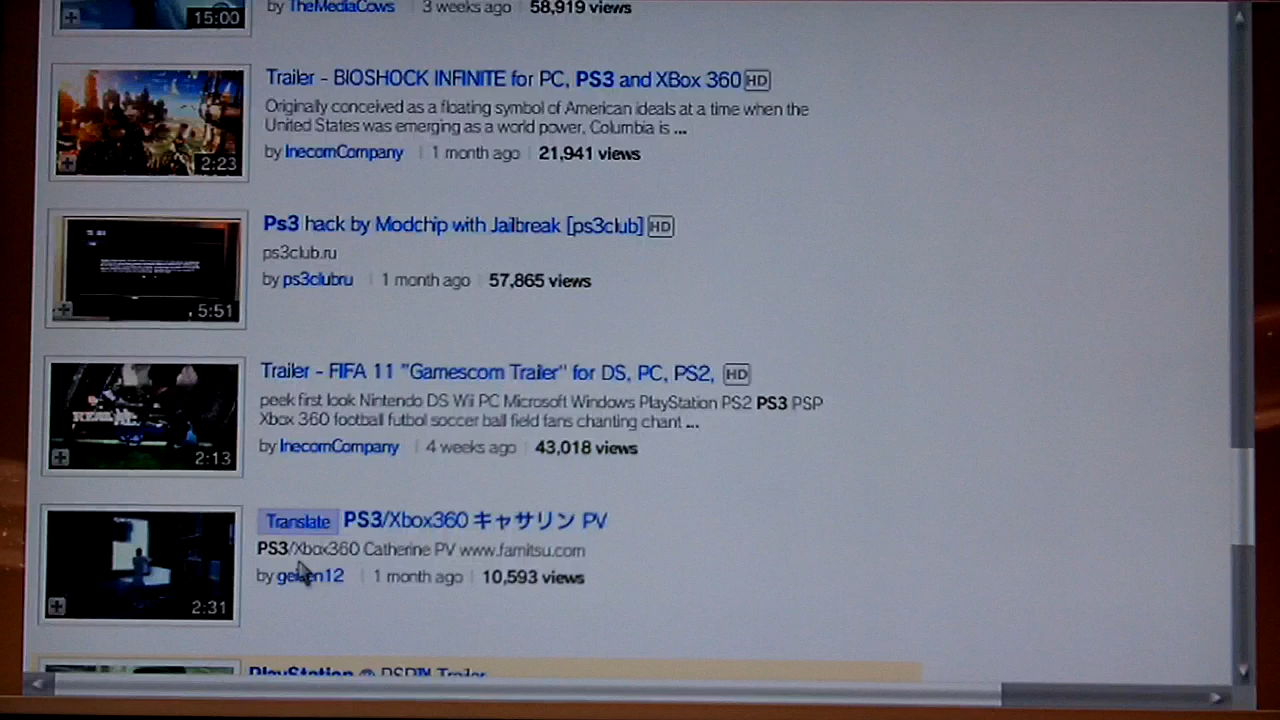 15:00
by TheMediaCows 3 weeks ago 58,919 views
Trailer - BIOSHOCK INFINITE for PC, PS3 and XBox 360 HD
Originally conceived as a floating symbol of American ideals at a time when the
United States was emerging as a world power, Columbia is ...
by InecomCompany 1 month ago 21,941 views
2:23
Ps3 hack by Modchip with Jailbreak [ps3club] HD
ps3club.ru
by ps3clubru 1 month ago 57,865 views
5:51
Trailer - FIFA 11 "Gamescom Trailer" for DS, PC, PS2, HD
peek first look Nintendo DS Wii PC Microsoft Windows PlayStation PS2 PS3 PSP
Xbox 360 football futbol soccer ball field fans chanting chant ...
by InecomCompany 4 weeks ago 43,018 views
2:13
Translate PS3/Xbox360 キャサリン PV
PS3/Xbox360 Catherine PV www.famitsu.com
by 1 month ago 10,593 views
2:31
PlayStation ® PSP™ Trailer